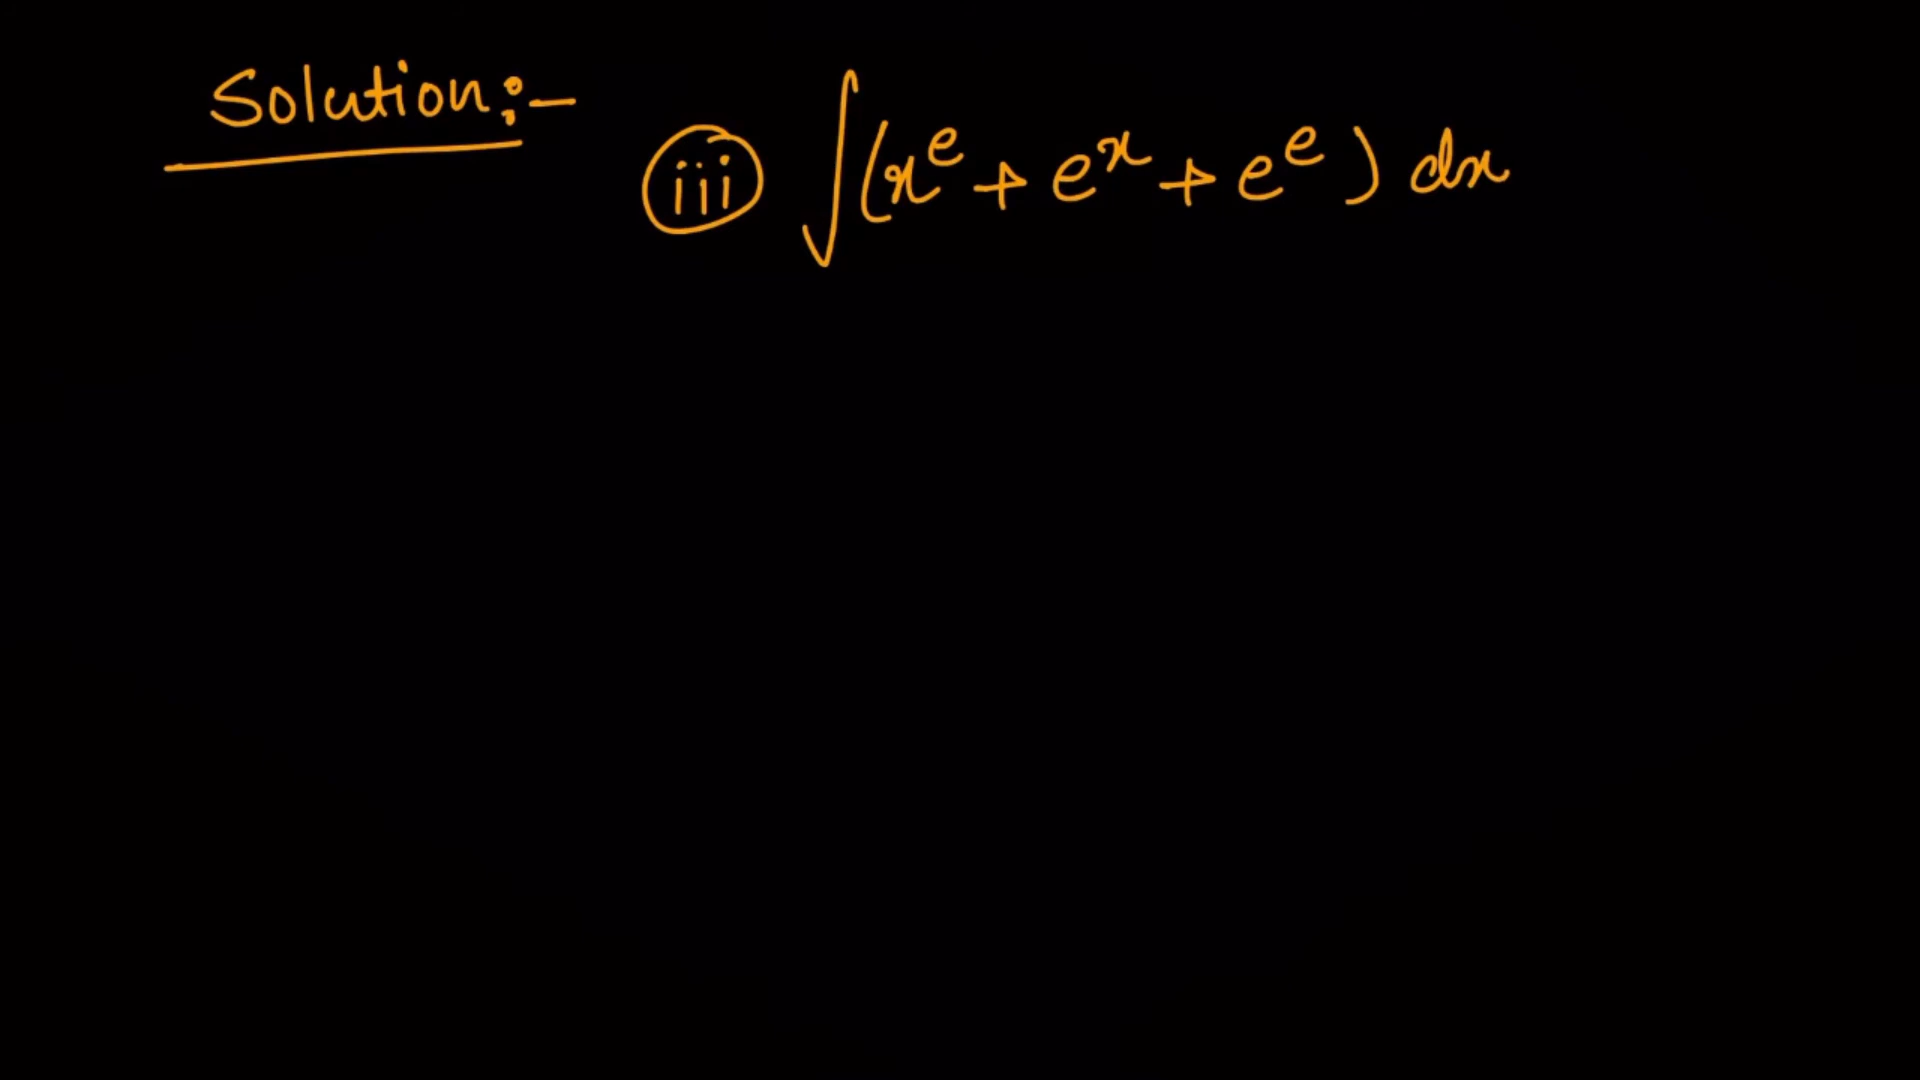 Solution:-
(iii) ∫(x^e + e^x + e^e) dx